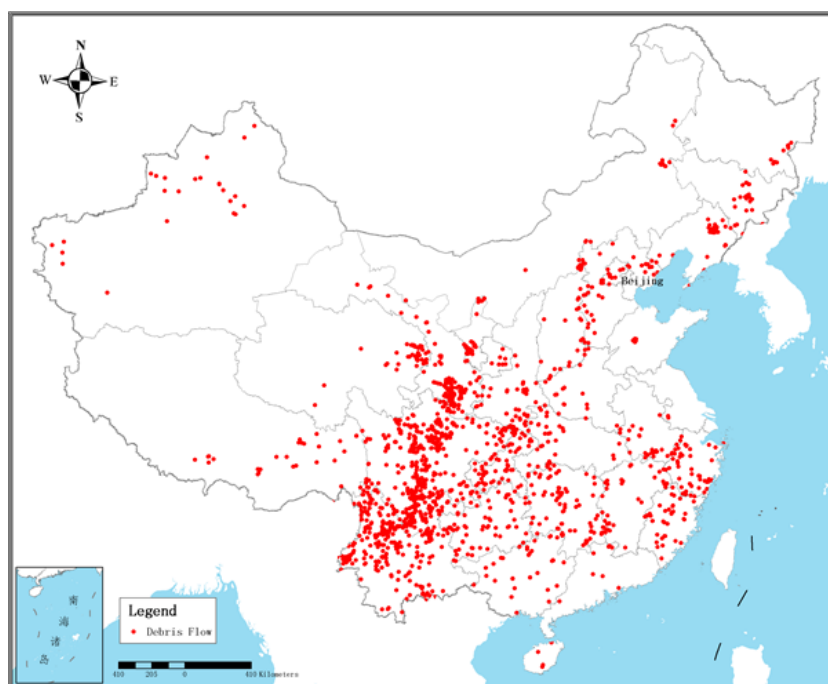 N
W E
S
Beijing
南
海
诸
岛
Legend
Debris Flow
410 205 0 410 Kilometers